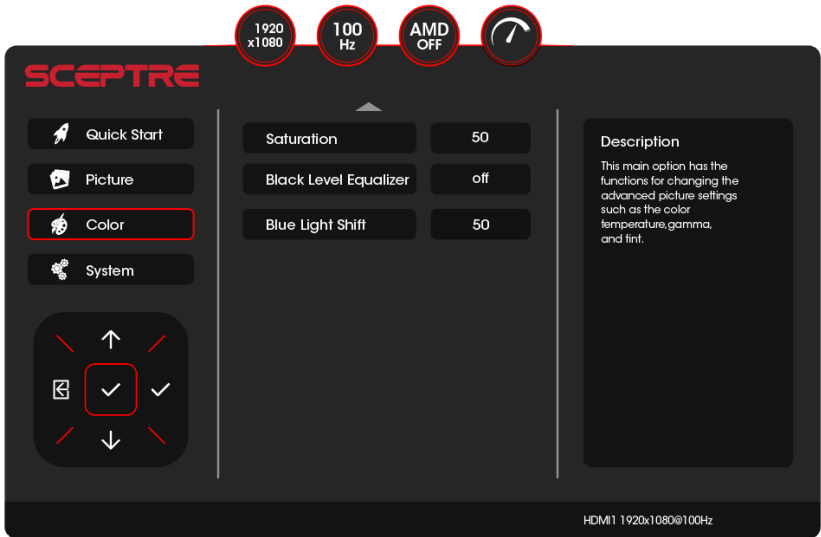 1920
x1080
100
Hz
AMD
OFF
SCEPTRE
Quick Start
Picture
Color
System
Saturation 50
Black Level Equalizer off
Blue Light Shift 50
Description
This main option has the
functions for changing the
advanced picture settings
such as the color
temperature,gamma,
and tint.
HDMI1 1920x1080@100Hz